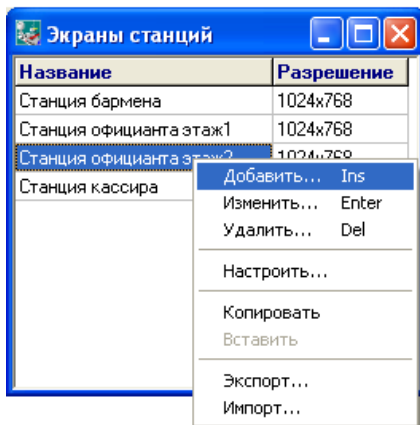 Экраны станций
Название Разрешение
Станция бармена 1024x768
Станция официанта этаж1 1024x768
Станция официанта этаж2 1024x768
Станция кассира
Добавить... Ins
Изменить... Enter
Удалить... Del
Настроить...
Копировать
Вставить
Экспорт...
Импорт...